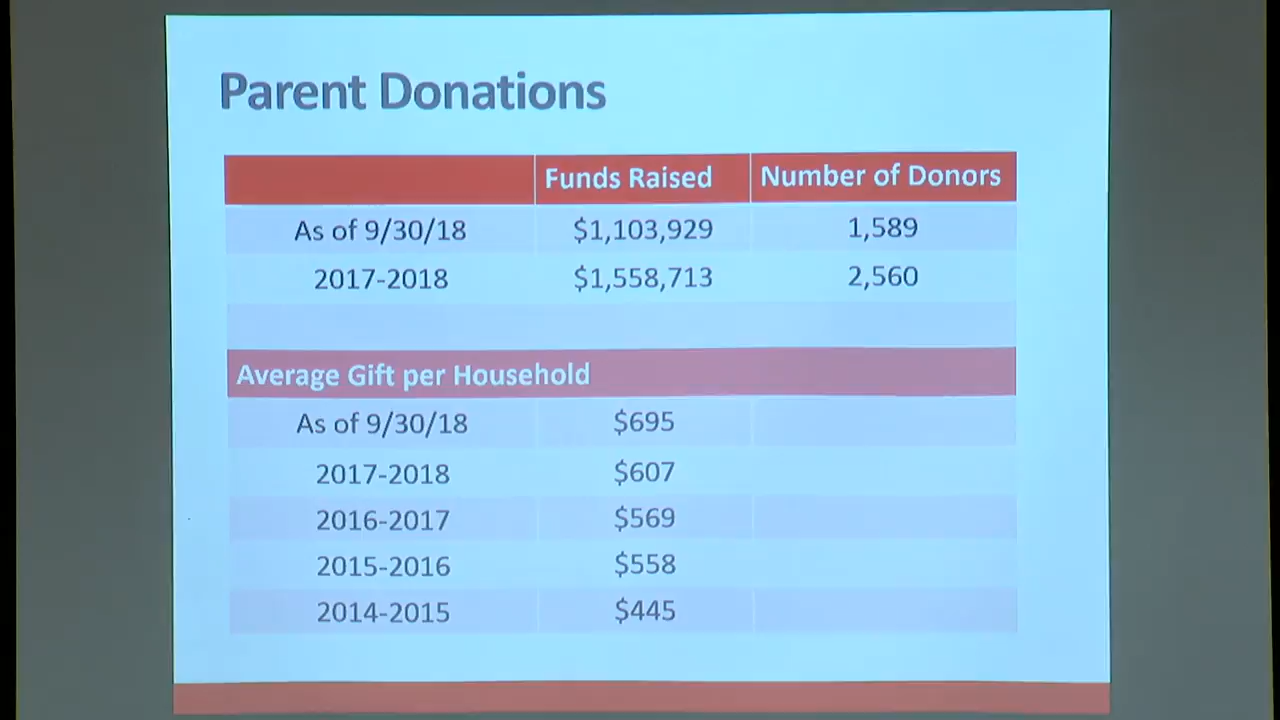 Parent Donations
Funds Raised Number of Donors
As of 9/30/18 $1,103,929 1,589
2017-2018 $1,558,713 2,560
Average Gift per Household
As of 9/30/18 $695
2017-2018 $607
2016-2017 $569
2015-2016 $558
2014-2015 $445